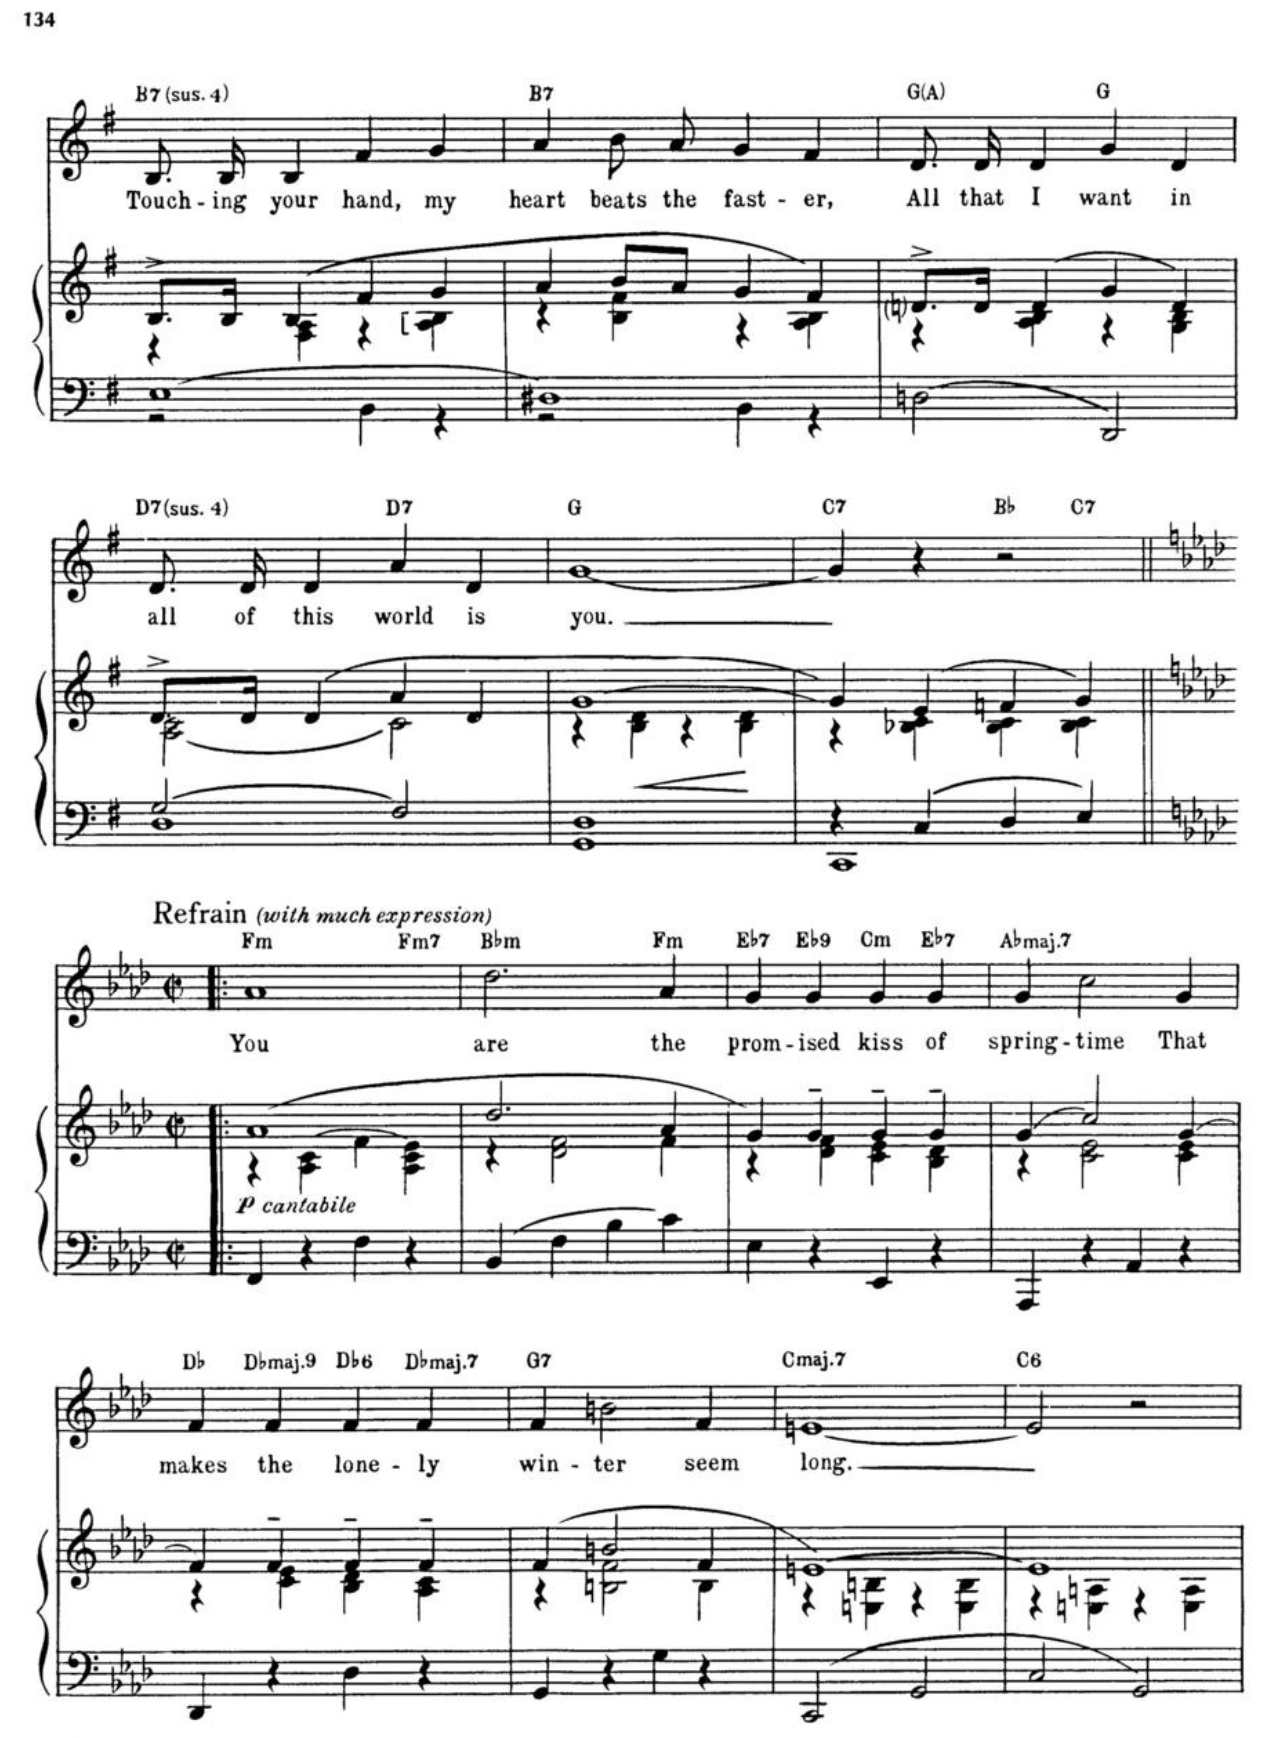 134
B7 (sus. 4) B7 G(A) G
Touch - ing your hand, my heart beats the fast - er, All that I want in
D7(sus. 4) D7 G C7 B♭ C7
all of this world is you.
Refrain (with much expression)
Fm Fm7 B♭m Fm E♭7 E♭9 Cm E♭7 A♭maj.7
You are the prom - ised kiss of spring - time That
p cantabile
D♭ D♭maj.9 D♭6 D♭maj.7 G7 Cmaj.7 C6
makes the lone - ly win - ter seem long.